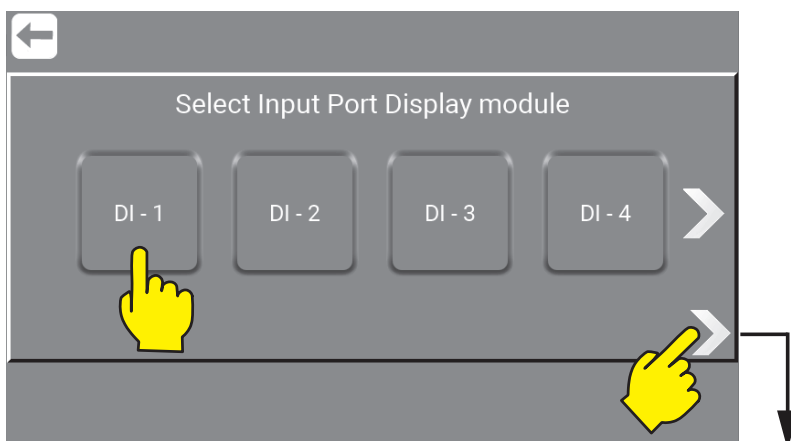 Select Input Port Display module
DI - 1 DI - 2 DI - 3 DI - 4